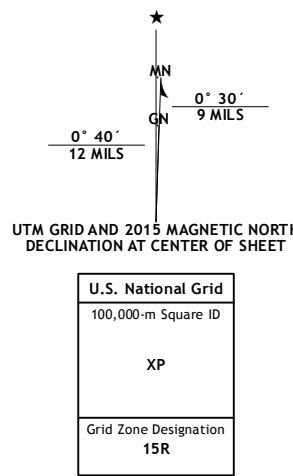 ★
MN
0° 30´
9 MILS
GN
0° 40´
12 MILS
UTM GRID AND 2015 MAGNETIC NORTH
DECLINATION AT CENTER OF SHEET
U.S. National Grid
100,000-m Square ID
XP
Grid Zone Designation
15R